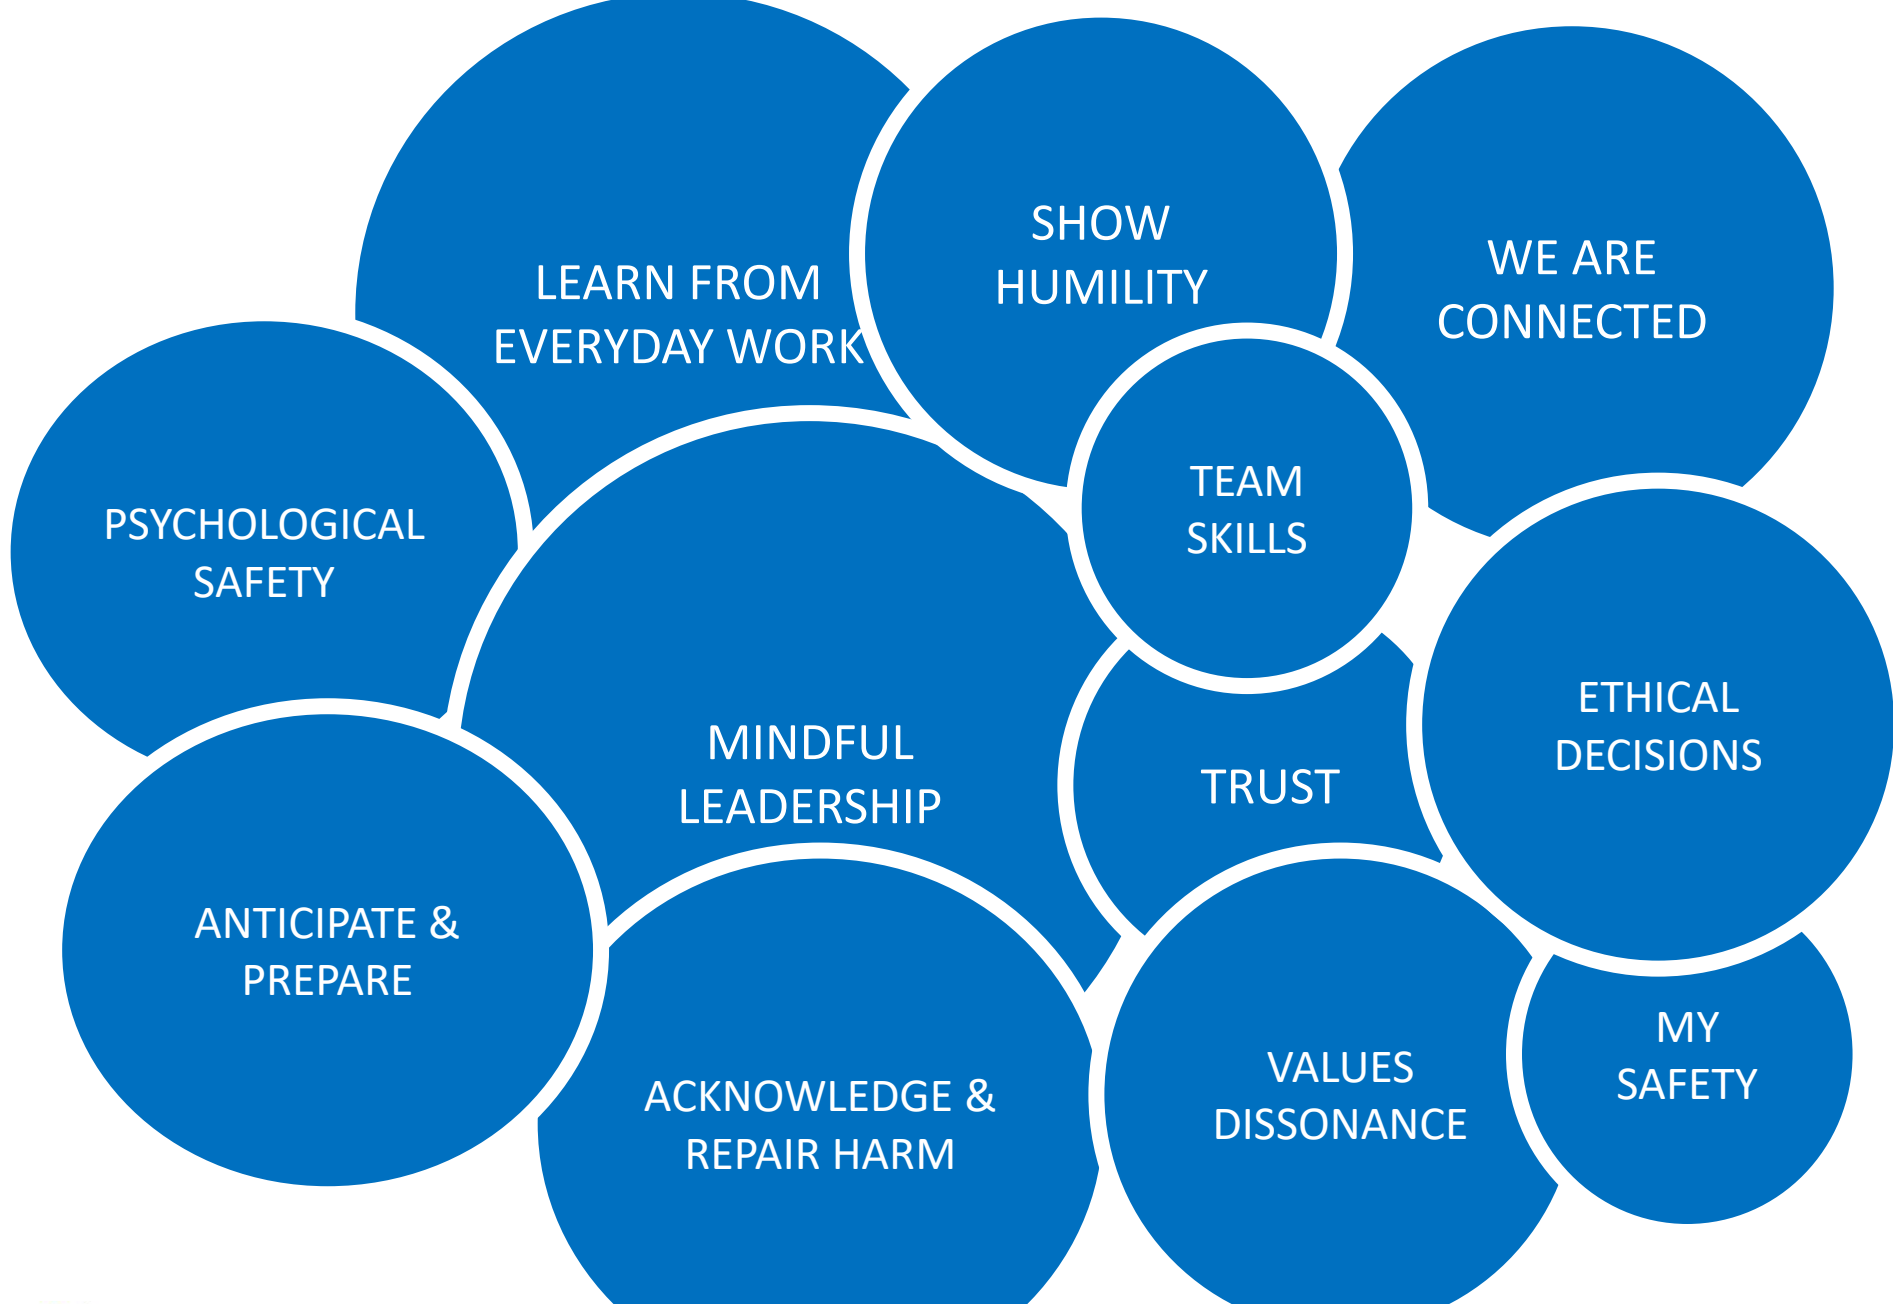 LEARN FROM
EVERYDAY WORK
SHOW
HUMILITY
WE ARE
CONNECTED
PSYCHOLOGICAL
SAFETY
TEAM
SKILLS
MINDFUL
LEADERSHIP
TRUST
ETHICAL
DECISIONS
ANTICIPATE &
PREPARE
ACKNOWLEDGE &
REPAIR HARM
VALUES
DISSONANCE
MY
SAFETY